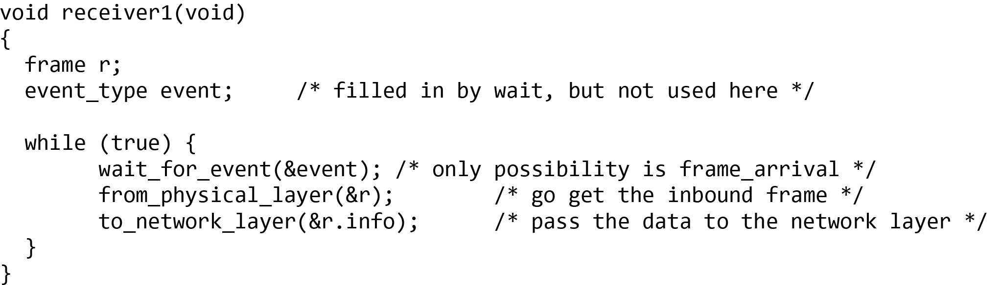 void receiver1(void)
{
  frame r;
  event_type event;     /* filled in by wait, but not used here */

  while (true) {
        wait_for_event(&event); /* only possibility is frame_arrival */
        from_physical_layer(&r);        /* go get the inbound frame */
        to_network_layer(&r.info);      /* pass the data to the network layer */
  }
}